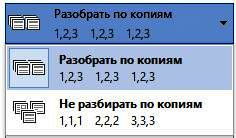 Разобрать по копиям
1,2,3 1,2,3 1,2,3
Разобрать по копиям
1,2,3 1,2,3 1,2,3
Не разбирать по копиям
1,1,1 2,2,2 3,3,3